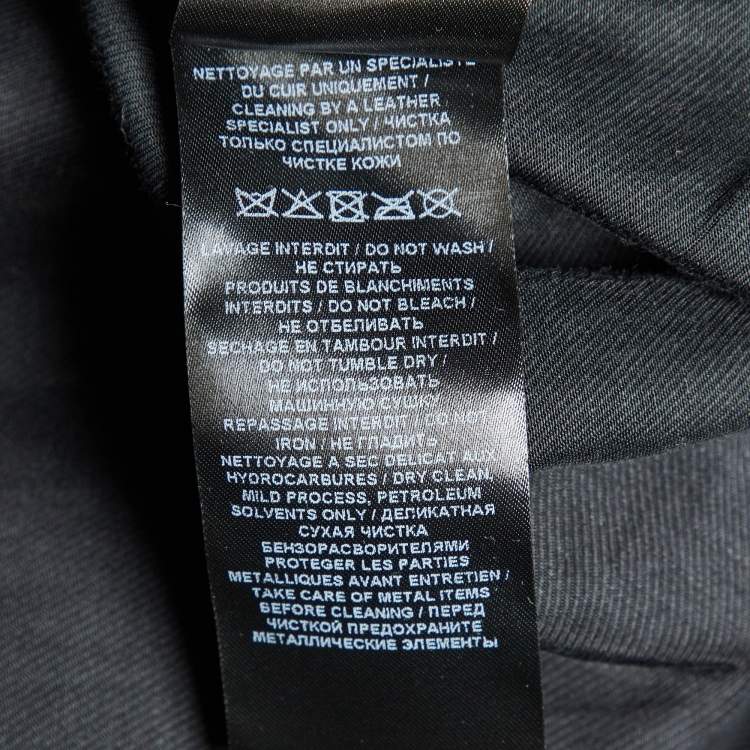 NETTOYAGE PAR UN SPECIALISTE
DU CUIR UNIQUEMENT /
CLEANING BY A LEATHER
SPECIALIST ONLY / ЧИСТКА
ТОЛЬКО СПЕЦИАЛИСТОМ ПО
ЧИСТКЕ КОЖИ
LAVAGE INTERDIT / DO NOT WASH /
НЕ СТИРАТЬ
PRODUITS DE BLANCHIMENTS
INTERDITS / DO NOT BLEACH /
НЕ ОТБЕЛИВАТЬ
SECHAGE EN TAMBOUR INTERDIT /
DO NOT TUMBLE DRY /
НЕ ИСПОЛЬЗОВАТЬ
МАШИННУЮ СУШКУ
REPASSAGE INTERDIT / DO NOT
IRON / НЕ ГЛАДИТЬ
NETTOYAGE A SEC DELICAT AUX
HYDROCARBURES / DRY CLEAN,
MILD PROCESS, PETROLEUM
SOLVENTS ONLY / ДЕЛИКАТНАЯ
СУХАЯ ЧИСТКА
БЕНЗОРАСВОРИТЕЛЯМИ
PROTEGER LES PARTIES
METALLIQUES AVANT ENTRETIEN /
TAKE CARE OF METAL ITEMS
BEFORE CLEANING / ПЕРЕД
ЧИСТКОЙ ПРЕДОХРАНИТЕ
МЕТАЛЛИЧЕСКИЕ ЭЛЕМЕНТЫ